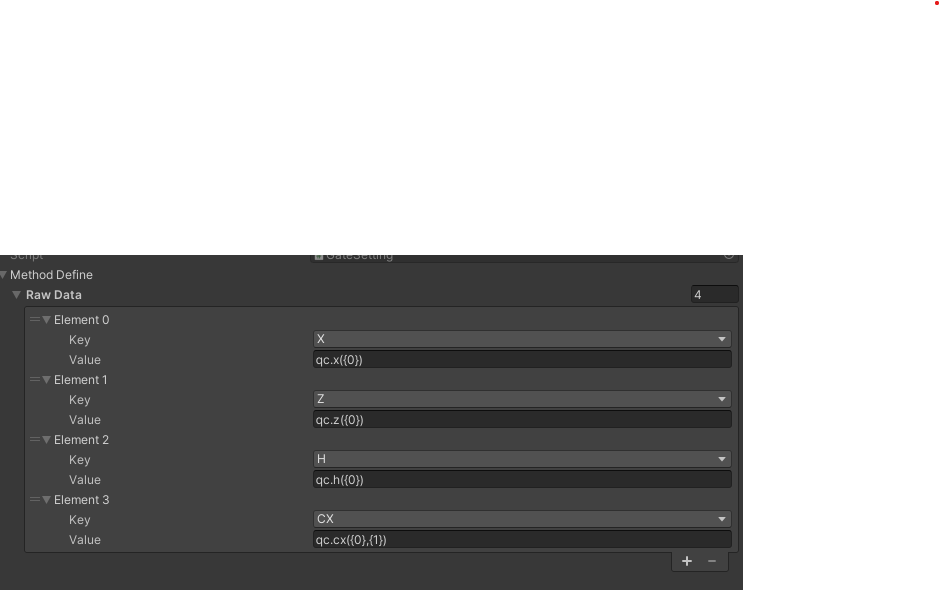 Script GateSetting
Method Define
Raw Data 4
Element 0
Key X
Value qc.x({0})
Element 1
Key Z
Value qc.z({0})
Element 2
Key H
Value qc.h({0})
Element 3
Key CX
Value qc.cx({0},{1})
+ −